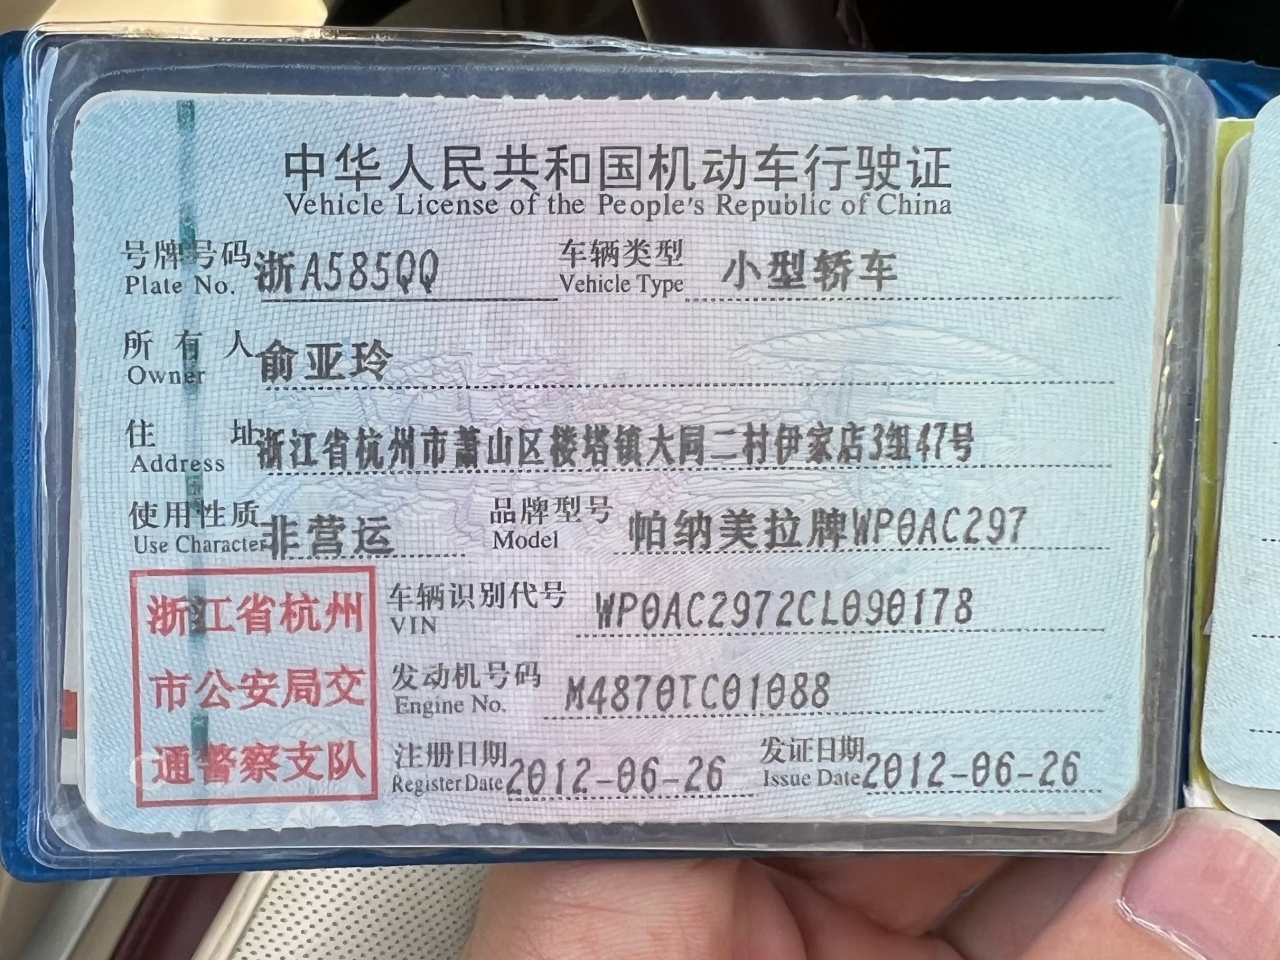 中华人民共和国机动车行驶证
Vehicle License of the People's Republic of China
号牌号码 浙A585QQ 车辆类型 小型轿车
Plate No. Vehicle Type
所有人 俞亚玲
Owner
住址 浙江省杭州市萧山区楼塔镇大同二村伊家店3组47号
Address
使用性质 非营运 品牌型号 帕纳美拉牌WP0AC297
Use Character Model
浙江省杭州
市公安局交
通警察支队
车辆识别代号 WP0AC2972CL090178
VIN
发动机号码 M4870TC01088
Engine No.
注册日期 2012-06-26 发证日期 2012-06-26
Register Date Issue Date